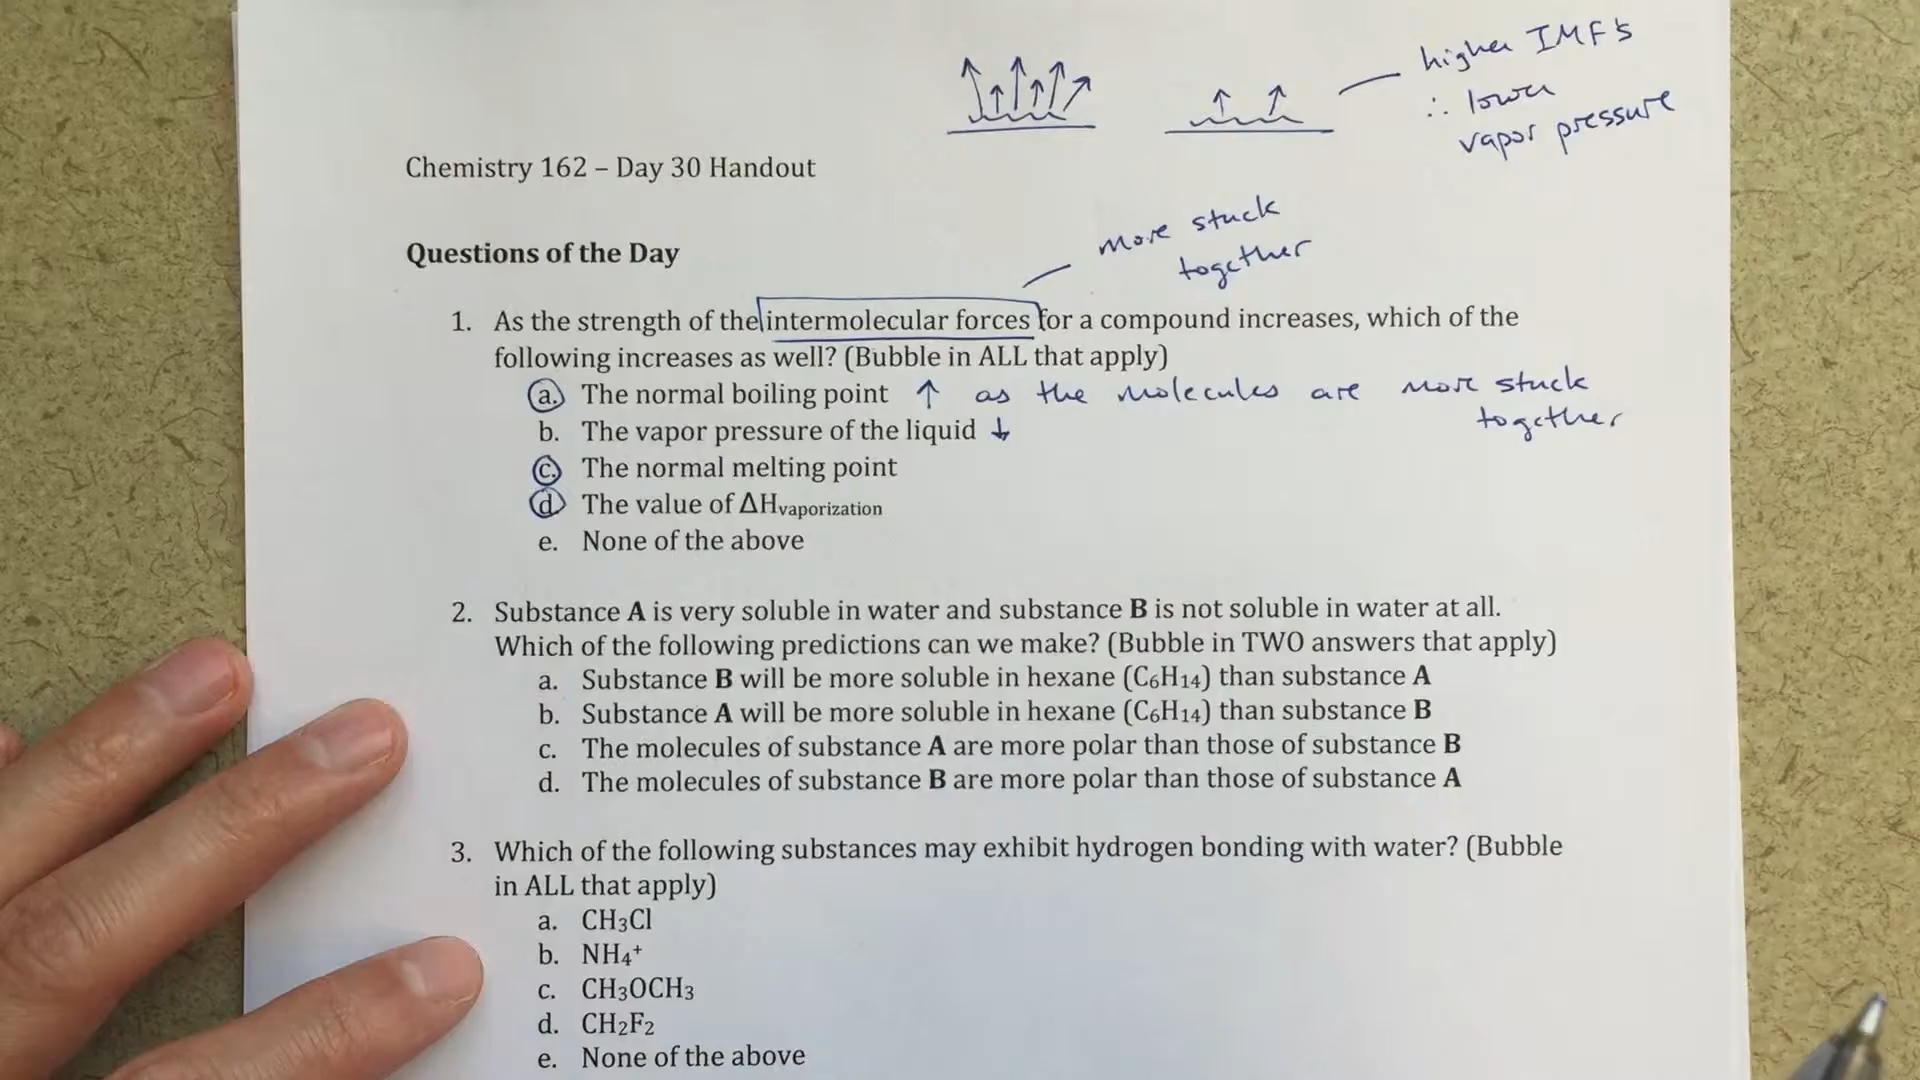 higher IMF's
∴ lower
vapor pressure
Chemistry 162 – Day 30 Handout
more stuck
together
Questions of the Day
1. As the strength of the intermolecular forces for a compound increases, which of the
following increases as well? (Bubble in ALL that apply)
a. The normal boiling point ↑ as the molecules are more stuck
together
b. The vapor pressure of the liquid ↓
c. The normal melting point
d. The value of ΔHvaporization
e. None of the above
2. Substance A is very soluble in water and substance B is not soluble in water at all.
Which of the following predictions can we make? (Bubble in TWO answers that apply)
a. Substance B will be more soluble in hexane (C₆H₁₄) than substance A
b. Substance A will be more soluble in hexane (C₆H₁₄) than substance B
c. The molecules of substance A are more polar than those of substance B
d. The molecules of substance B are more polar than those of substance A
3. Which of the following substances may exhibit hydrogen bonding with water? (Bubble
in ALL that apply)
a. CH₃Cl
b. NH₄⁺
c. CH₃OCH₃
d. CH₂F₂
e. None of the above